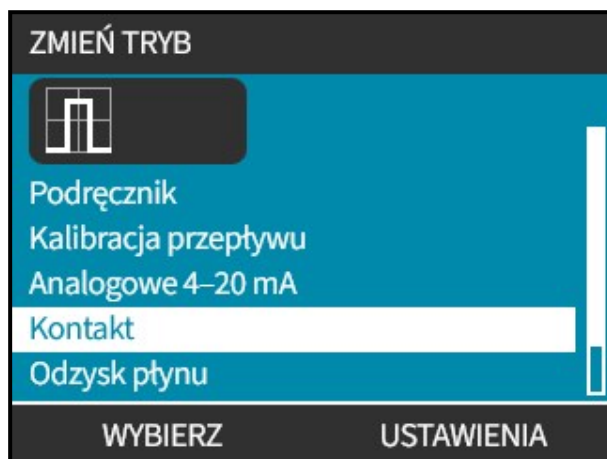 ZMIEŃ TRYB
Podręcznik
Kalibracja przepływu
Analogowe 4–20 mA
Kontakt
Odzysk płynu
WYBIERZ USTAWIENIA